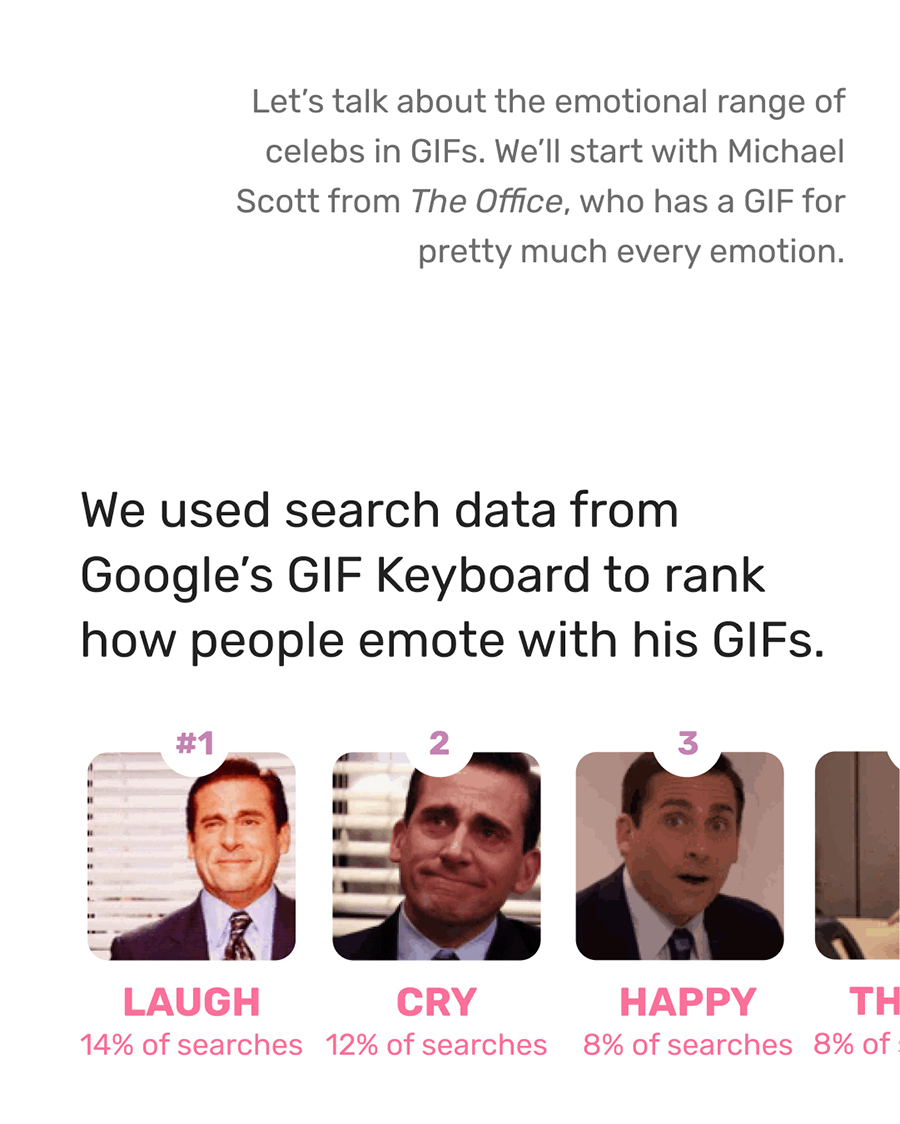 Let’s talk about the emotional range of
celebs in GIFs. We’ll start with Michael
Scott from The Office, who has a GIF for
pretty much every emotion.
We used search data from
Google’s GIF Keyboard to rank
how people emote with his GIFs.
#1 2 3
LAUGH CRY HAPPY TH
14% of searches 12% of searches 8% of searches 8% of